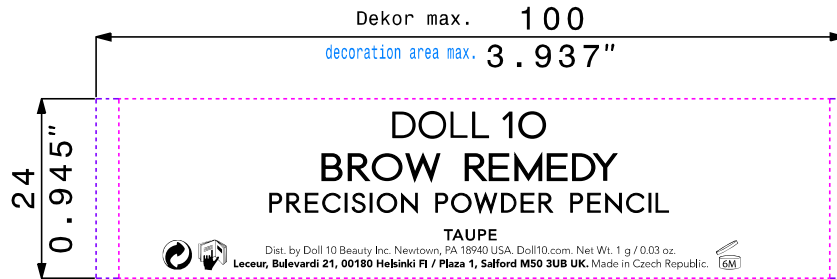 Dekor max. 100
decoration area max. 3.937"
24
0.945"
DOLL 10
BROW REMEDY
PRECISION POWDER PENCIL
TAUPE
Dist. by Doll 10 Beauty Inc. Newtown, PA 18940 USA. Doll10.com. Net Wt. 1 g / 0.03 oz.
Leceur, Bulevardi 21, 00180 Helsinki FI / Plaza 1, Salford M50 3UB UK. Made in Czech Republic.
6M